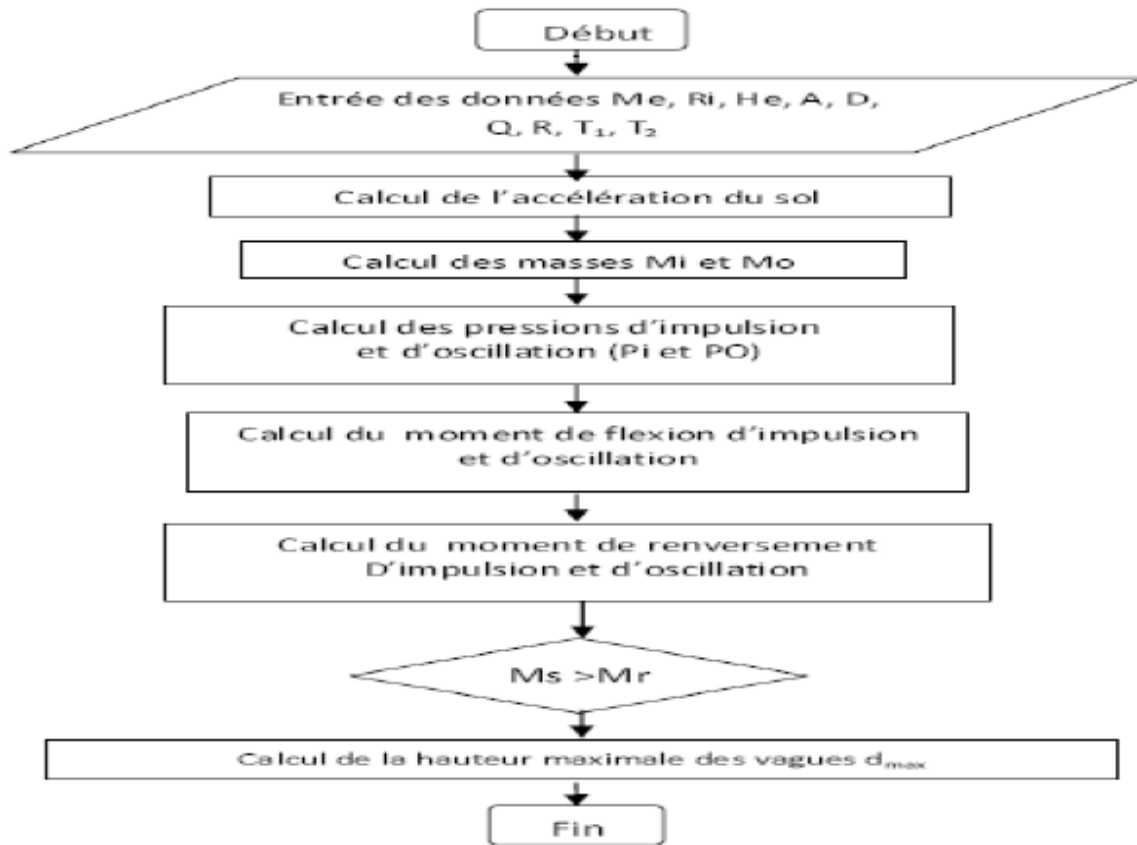 Début
Entrée des données Me, Ri, He, A, D,
Q, R, T₁, T₂
Calcul de l'accélération du sol
Calcul des masses Mi et Mo
Calcul des pressions d'impulsion
et d'oscillation (Pi et PO)
Calcul du moment de flexion d'impulsion
et d'oscillation
Calcul du moment de renversement
D'impulsion et d'oscillation
Ms >Mr
Calcul de la hauteur maximale des vagues dₘₐₓ
Fin